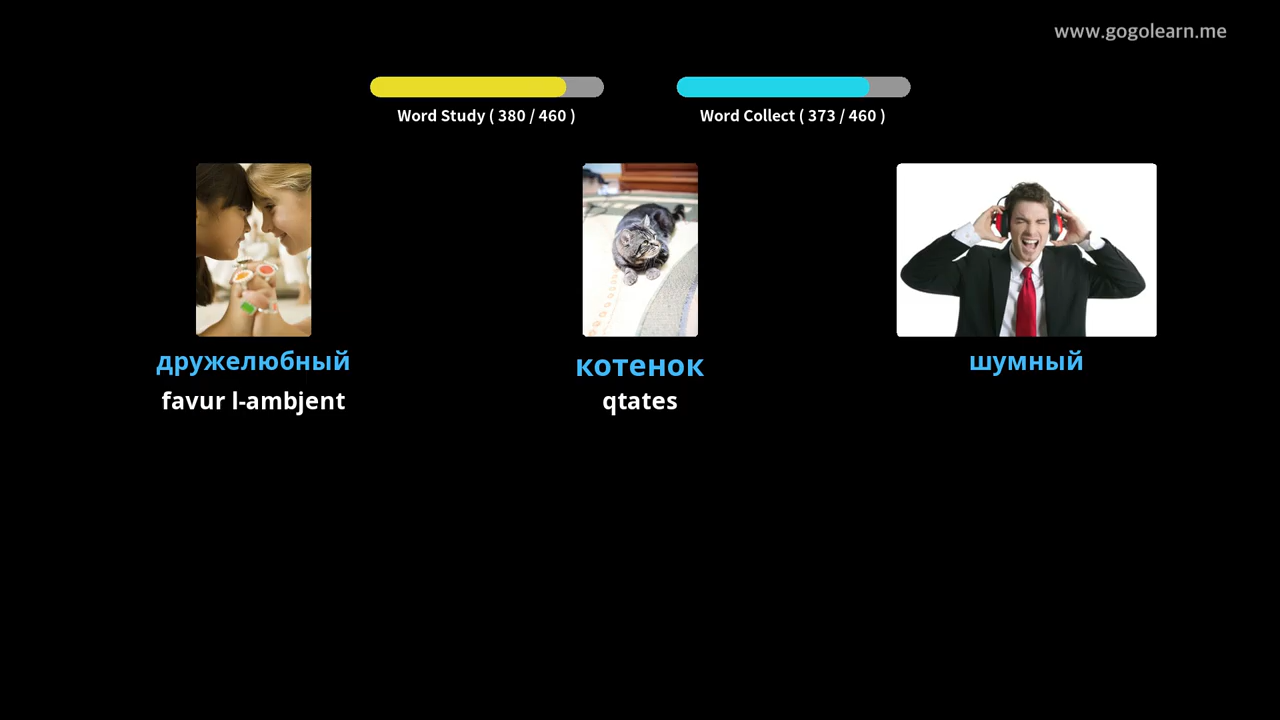 www.gogolearn.me
Word Study ( 380 / 460 )
Word Collect ( 373 / 460 )
дружелюбный
котенок
шумный
favur l-ambjent
qtates